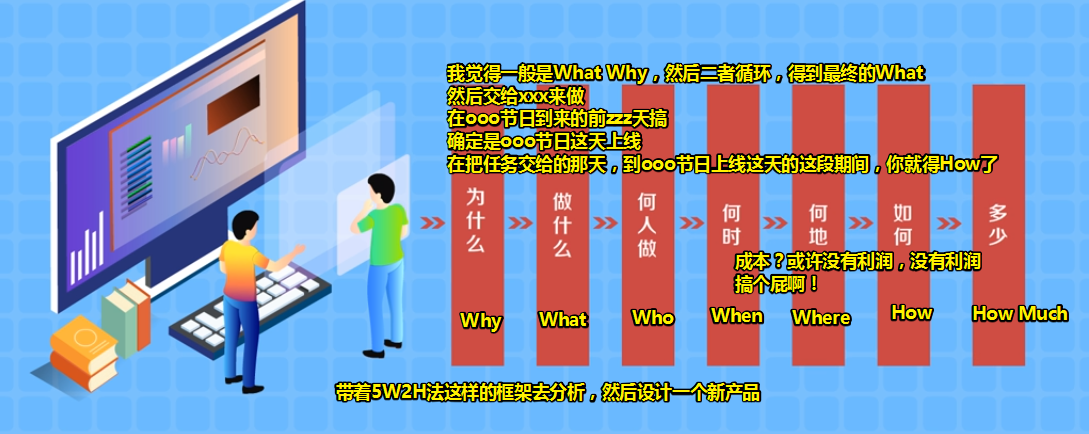 我觉得一般是What Why，然后二者循环，得到最终的What
然后交给xxx来做
在ooo节日到来的前zzz天搞
确定是ooo节日这天上线
在把任务交给的那天，到ooo节日上线这天的这段期间，你就得How了
为什么
做什么
何人做
何时
何地
如何
多少
成本？或许没有利润，没有利润
搞个屁啊！
Why
What
Who
When
Where
How
How Much
带着5W2H法这样的框架去分析，然后设计一个新产品